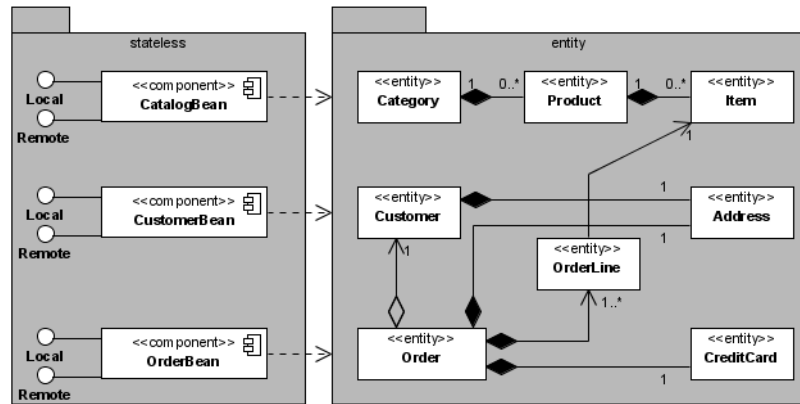 stateless
entity
Local
Remote
<<component>>
CatalogBean
<<entity>>
Category
1
0..*
<<entity>>
Product
1
0..*
<<entity>>
Item
1
Local
Remote
<<component>>
CustomerBean
<<entity>>
Customer
1
1
<<entity>>
Address
1
<<entity>>
OrderLine
1..*
Local
Remote
<<component>>
OrderBean
<<entity>>
Order
1
<<entity>>
CreditCard